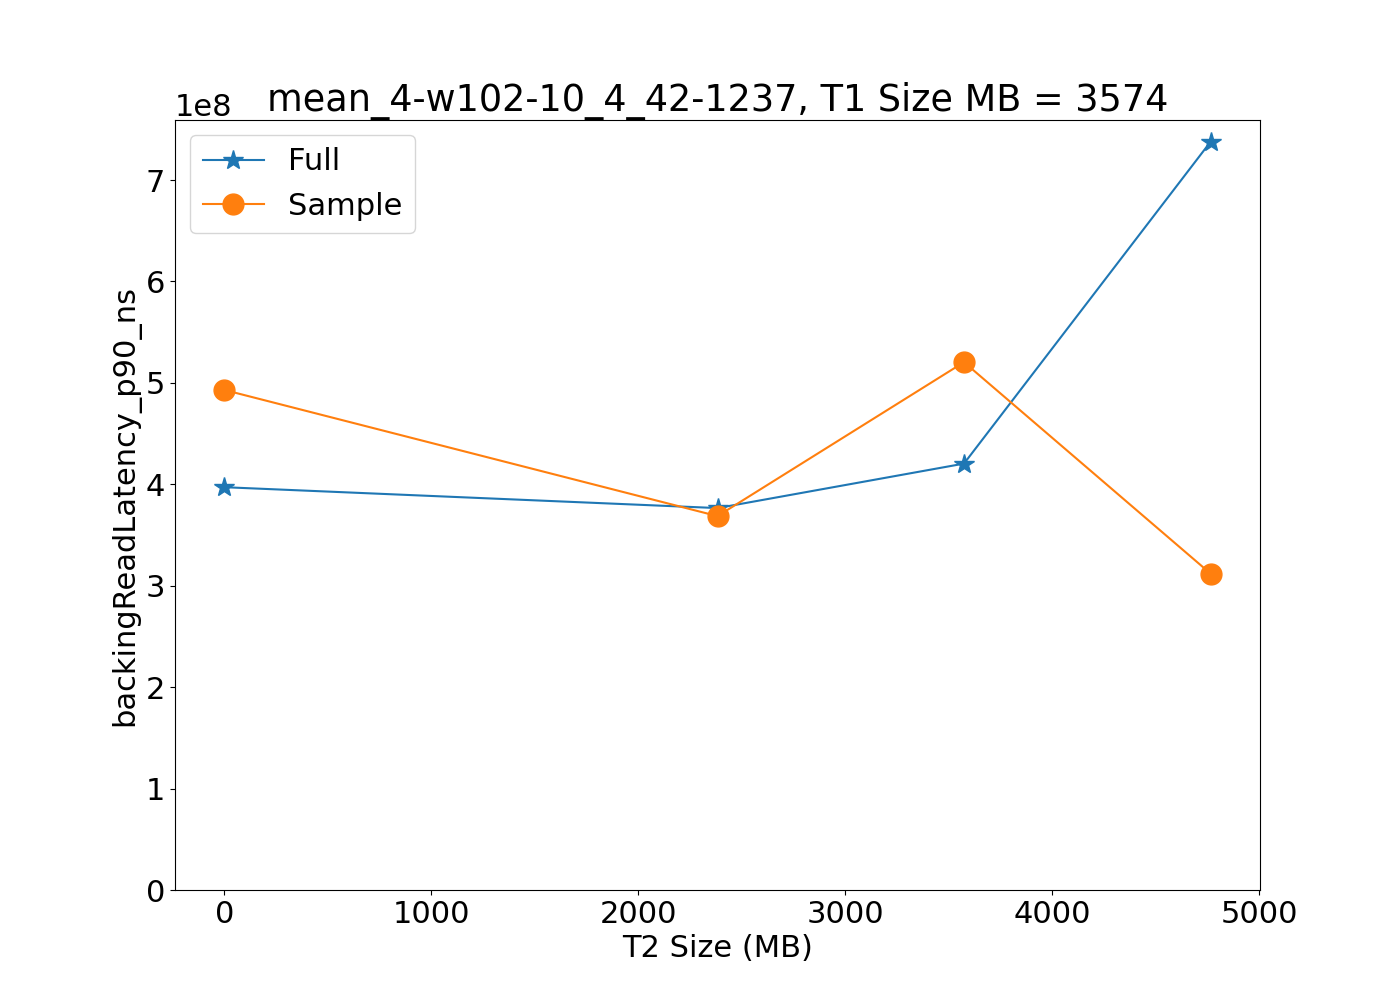 1e8
mean_4-w102-10_4_42-1237, T1 Size MB = 3574
Full
Sample
7
6
5
4
3
2
1
0
backingReadLatency_p90_ns
0 1000 2000 3000 4000 5000
T2 Size (MB)